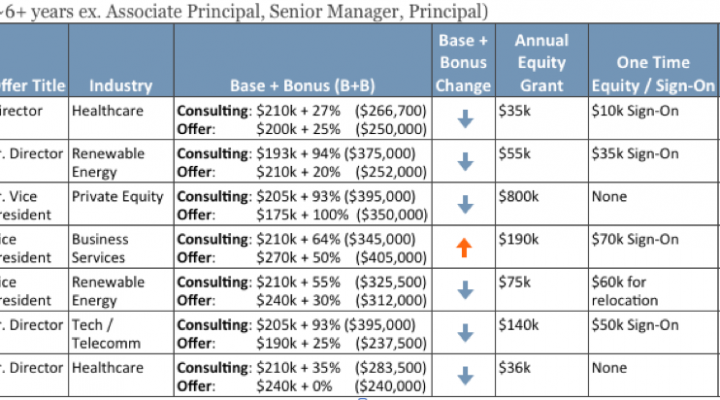 ~6+ years ex. Associate Principal, Senior Manager, Principal)
ffer Title Industry Base + Bonus (B+B) Base + Bonus Change Annual Equity Grant One Time Equity / Sign-On
irector Healthcare Consulting: $210k + 27% ($266,700) $35k $10k Sign-On
Offer: $200k + 25% ($250,000)
. Director Renewable Consulting: $193k + 94% ($375,000) $55k $35k Sign-On
Energy Offer: $210k + 20% ($252,000)
. Vice Private Equity Consulting: $205k + 93% ($395,000) $800k None
resident Offer: $175k + 100% ($350,000)
ice Business Consulting: $210k + 64% ($345,000) $190k $70k Sign-On
resident Services Offer: $270k + 50% ($405,000)
ice Renewable Consulting: $210k + 55% ($325,500) $75k $60k for
resident Energy Offer: $240k + 30% ($312,000) relocation
. Director Tech / Consulting: $205k + 93% ($395,000) $140k $50k Sign-On
Telecomm Offer: $190k + 25% ($237,500)
. Director Healthcare Consulting: $210k + 35% ($283,500) $36k None
Offer: $240k + 0% ($240,000)